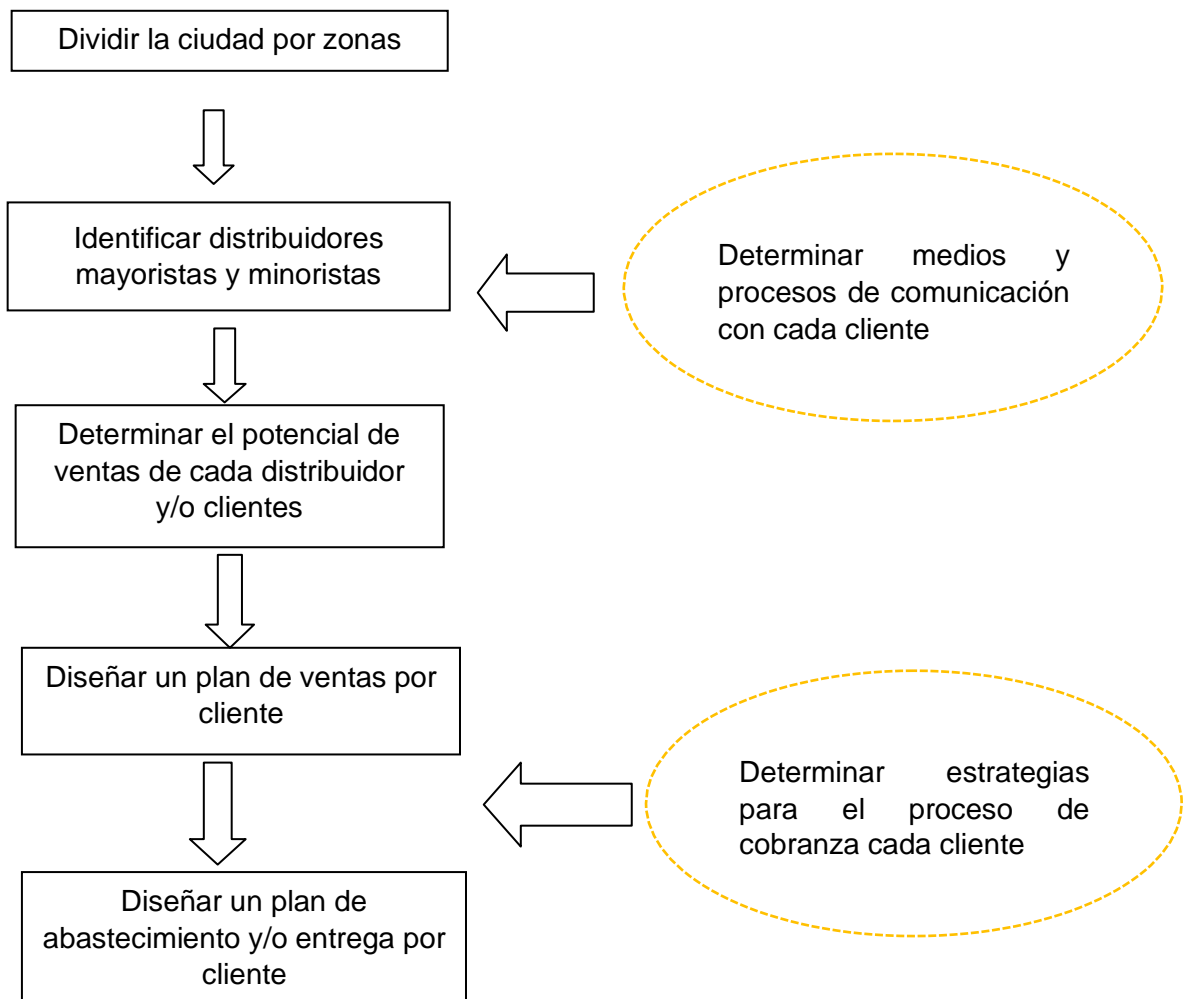 Dividir la ciudad por zonas
Identificar distribuidores
mayoristas y minoristas
Determinar medios y
procesos de comunicación
con cada cliente
Determinar el potencial de
ventas de cada distribuidor
y/o clientes
Diseñar un plan de ventas por
cliente
Determinar estrategias
para el proceso de
cobranza cada cliente
Diseñar un plan de
abastecimiento y/o entrega por
cliente